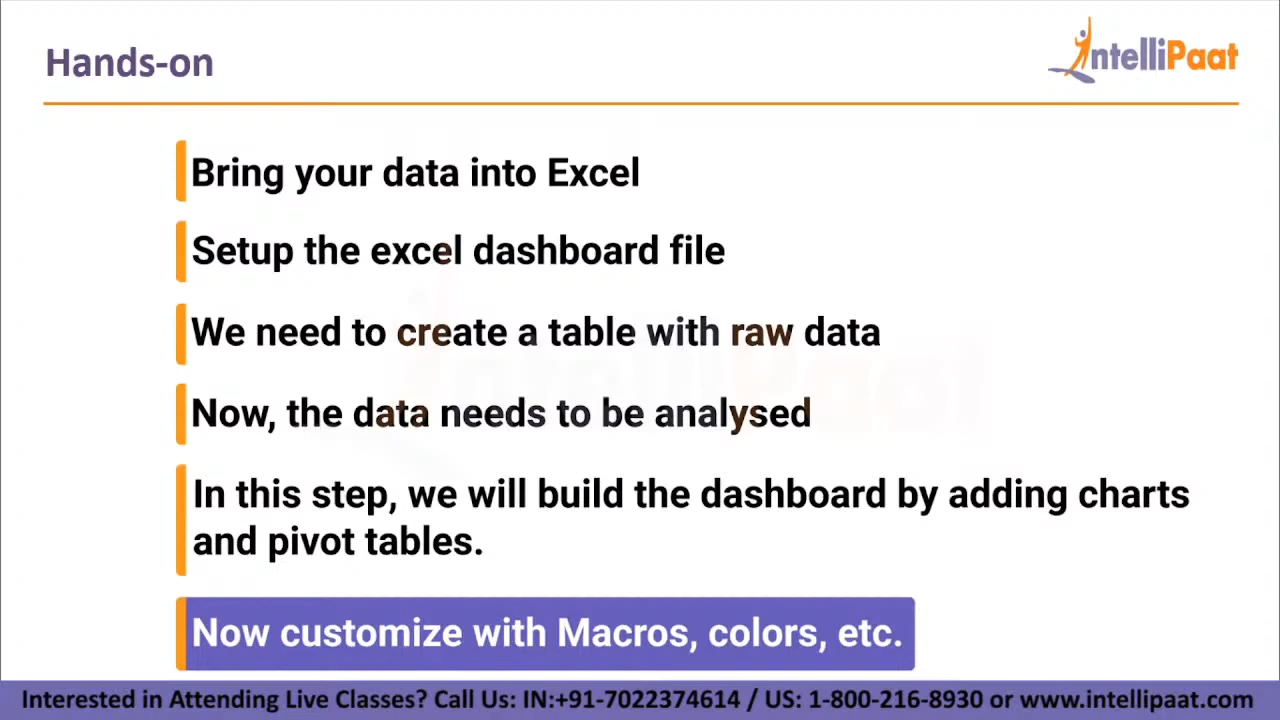 Hands-on
IntelliPaat
Bring your data into Excel
Setup the excel dashboard file
We need to create a table with raw data
Now, the data needs to be analysed
In this step, we will build the dashboard by adding charts
and pivot tables.
Now customize with Macros, colors, etc.
Interested in Attending Live Classes? Call Us: IN:+91-7022374614 / US: 1-800-216-8930 or www.intellipaat.com